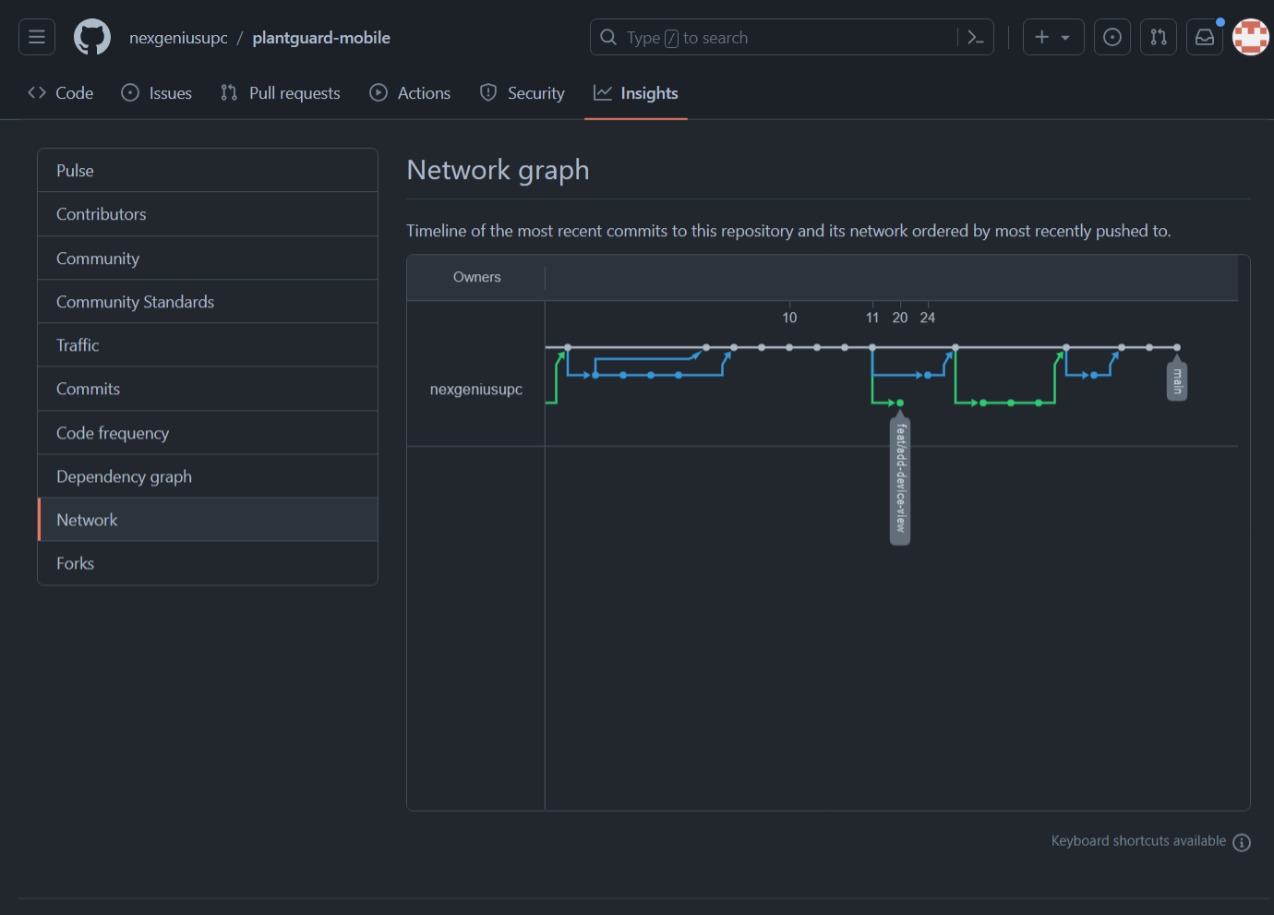 nexgeniusupc / plantguard-mobile
Type / to search
Code
Issues
Pull requests
Actions
Security
Insights
Pulse
Contributors
Community
Community Standards
Traffic
Commits
Code frequency
Dependency graph
Network
Forks
Network graph
Timeline of the most recent commits to this repository and its network ordered by most recently pushed to.
Owners
10 11 20 24
nexgeniusupc
main
feat/add-device-view
Keyboard shortcuts available